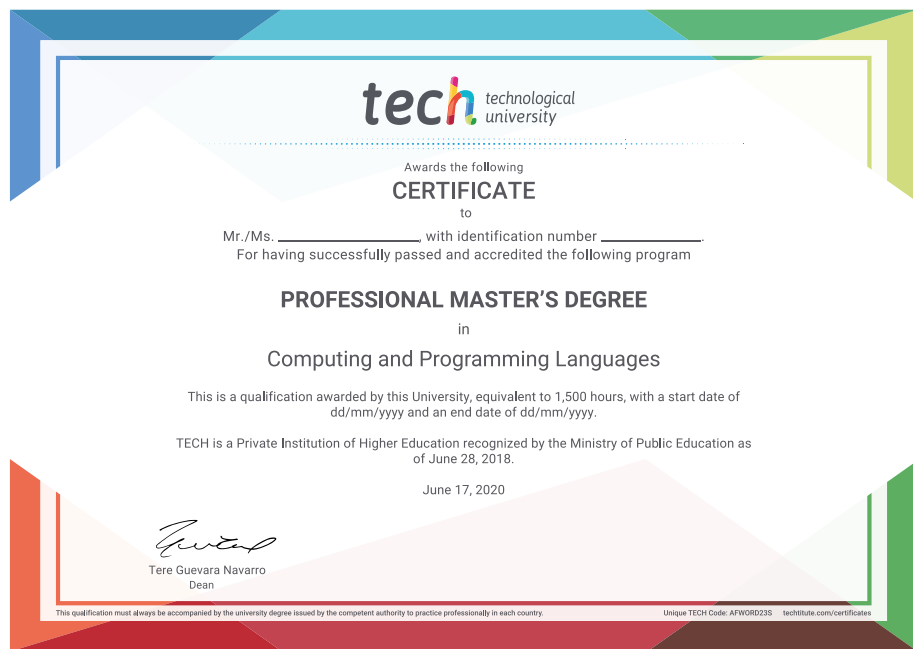 tech technological
university
Awards the following
CERTIFICATE
to
Mr./Ms. ____________________, with identification number ______________.
For having successfully passed and accredited the following program
PROFESSIONAL MASTER’S DEGREE
in
Computing and Programming Languages
This is a qualification awarded by this University, equivalent to 1,500 hours, with a start date of
dd/mm/yyyy and an end date of dd/mm/yyyy.
TECH is a Private Institution of Higher Education recognized by the Ministry of Public Education as
of June 28, 2018.
June 17, 2020
Tere Guevara Navarro
Dean
This qualification must always be accompanied by the university degree issued by the competent authority to practice professionally in each country. Unique TECH Code: AFWORD23S techtitute.com/certificates